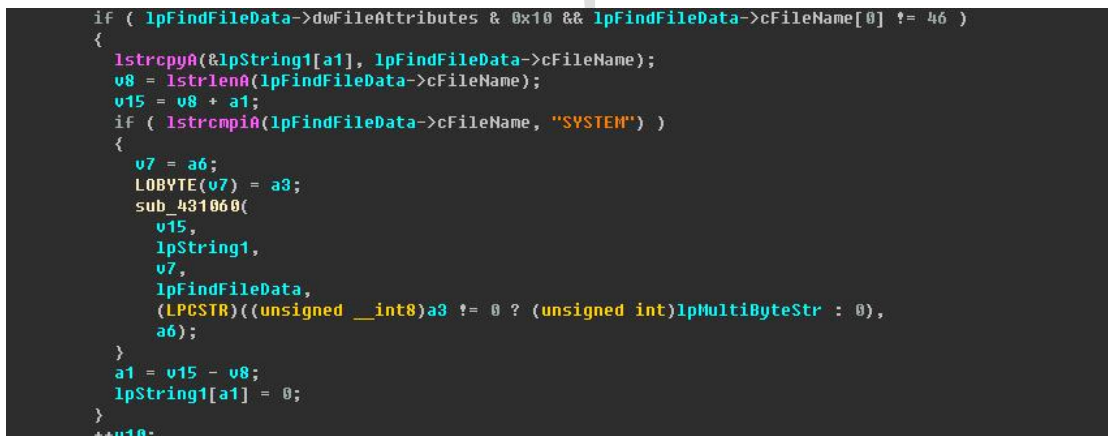 if ( lpFindFileData->dwFileAttributes & 0x10 && lpFindFileData->cFileName[0] != 46 )
{
lstrcpyA(&lpString1[a1], lpFindFileData->cFileName);
v8 = lstrlenA(lpFindFileData->cFileName);
v15 = v8 + a1;
if ( lstrcmpiA(lpFindFileData->cFileName, "SYSTEM") )
{
v7 = a6;
LOBYTE(v7) = a3;
sub_431060(
v15,
lpString1,
v7,
lpFindFileData,
(LPCSTR)((unsigned __int8)a3 != 0 ? (unsigned int)lpMultiByteStr : 0),
a6);
}
a1 = v15 - v8;
lpString1[a1] = 0;
}
++v10;